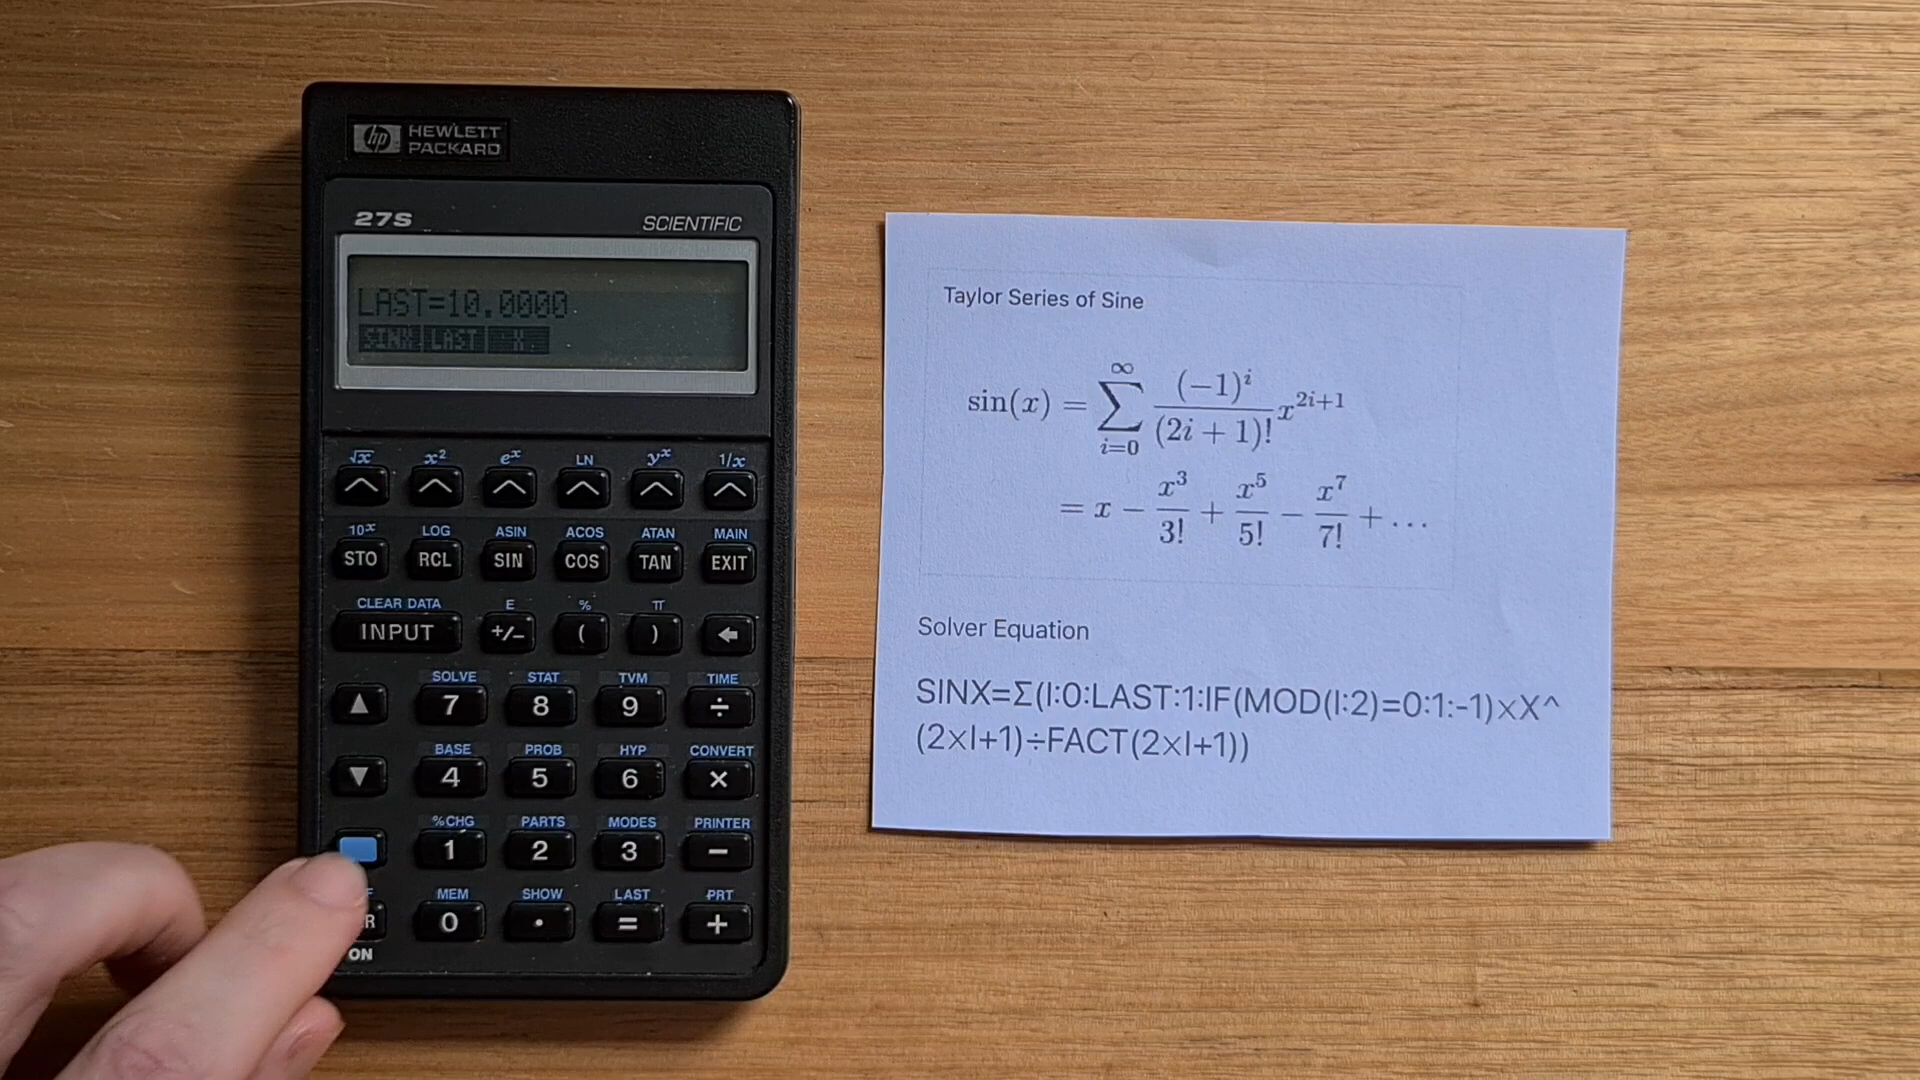 hp HEWLETT
PACKARD
27S SCIENTIFIC
LAST=10.0000
SINX LAST X
√x x² eˣ LN yˣ 1/x
10ˣ LOG ASIN ACOS ATAN MAIN
STO RCL SIN COS TAN EXIT
CLEAR DATA E % π
INPUT +/– ( )
SOLVE STAT TVM TIME
7 8 9 ÷
BASE PROB HYP CONVERT
4 5 6 ×
%CHG PARTS MODES PRINTER
1 2 3 −
MEM SHOW LAST PRT
0 . = +
ON
Taylor Series of Sine
sin(x) = ∑_{i=0}^{∞} (−1)^i/(2i + 1)! x^{2i+1}
= x − x³/3! + x⁵/5! − x⁷/7! + ...
Solver Equation
SINX=Σ(I:0:LAST:1:IF(MOD(I:2)=0:1:-1)×X^
(2×I+1)÷FACT(2×I+1))